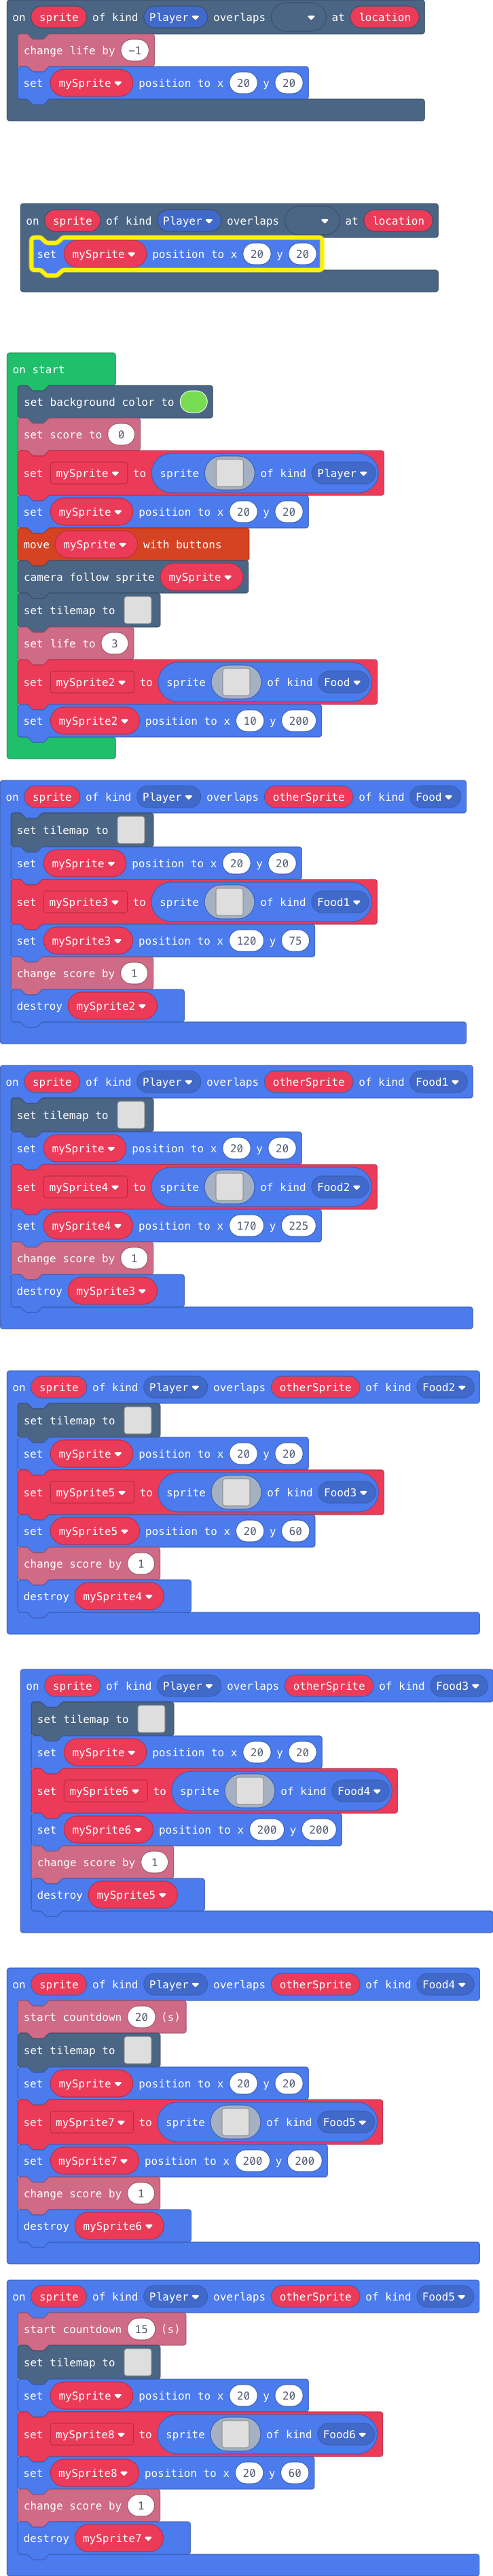 on sprite of kind Player overlaps at location
change life by -1
set mySprite position to x 20 y 20
on sprite of kind Player overlaps at location
set mySprite position to x 20 y 20
on start
set background color to
set score to 0
set mySprite to sprite of kind Player
set mySprite position to x 20 y 20
move mySprite with buttons
camera follow sprite mySprite
set tilemap to
set life to 3
set mySprite2 to sprite of kind Food
set mySprite2 position to x 10 y 200
on sprite of kind Player overlaps otherSprite of kind Food
set tilemap to
set mySprite position to x 20 y 20
set mySprite3 to sprite of kind Food1
set mySprite3 position to x 120 y 75
change score by 1
destroy mySprite2
on sprite of kind Player overlaps otherSprite of kind Food1
set tilemap to
set mySprite position to x 20 y 20
set mySprite4 to sprite of kind Food2
set mySprite4 position to x 170 y 225
change score by 1
destroy mySprite3
on sprite of kind Player overlaps otherSprite of kind Food2
set tilemap to
set mySprite position to x 20 y 20
set mySprite5 to sprite of kind Food3
set mySprite5 position to x 20 y 60
change score by 1
destroy mySprite4
on sprite of kind Player overlaps otherSprite of kind Food3
set tilemap to
set mySprite position to x 20 y 20
set mySprite6 to sprite of kind Food4
set mySprite6 position to x 200 y 200
change score by 1
destroy mySprite5
on sprite of kind Player overlaps otherSprite of kind Food4
start countdown 20 (s)
set tilemap to
set mySprite position to x 20 y 20
set mySprite7 to sprite of kind Food5
set mySprite7 position to x 200 y 200
change score by 1
destroy mySprite6
on sprite of kind Player overlaps otherSprite of kind Food5
start countdown 15 (s)
set tilemap to
set mySprite position to x 20 y 20
set mySprite8 to sprite of kind Food6
set mySprite8 position to x 20 y 60
change score by 1
destroy mySprite7